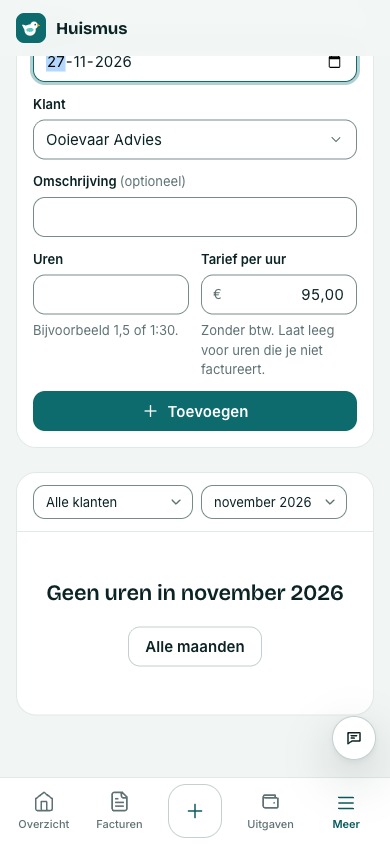 Huismus
27-11-2026
Klant
Ooievaar Advies
Omschrijving (optioneel)
Uren Tarief per uur
€ 95,00
Bijvoorbeeld 1,5 of 1:30. Zonder btw. Laat leeg
voor uren die je niet
factureert.
Toevoegen
Alle klanten november 2026
Geen uren in november 2026
Alle maanden
Overzicht Facturen Uitgaven Meer